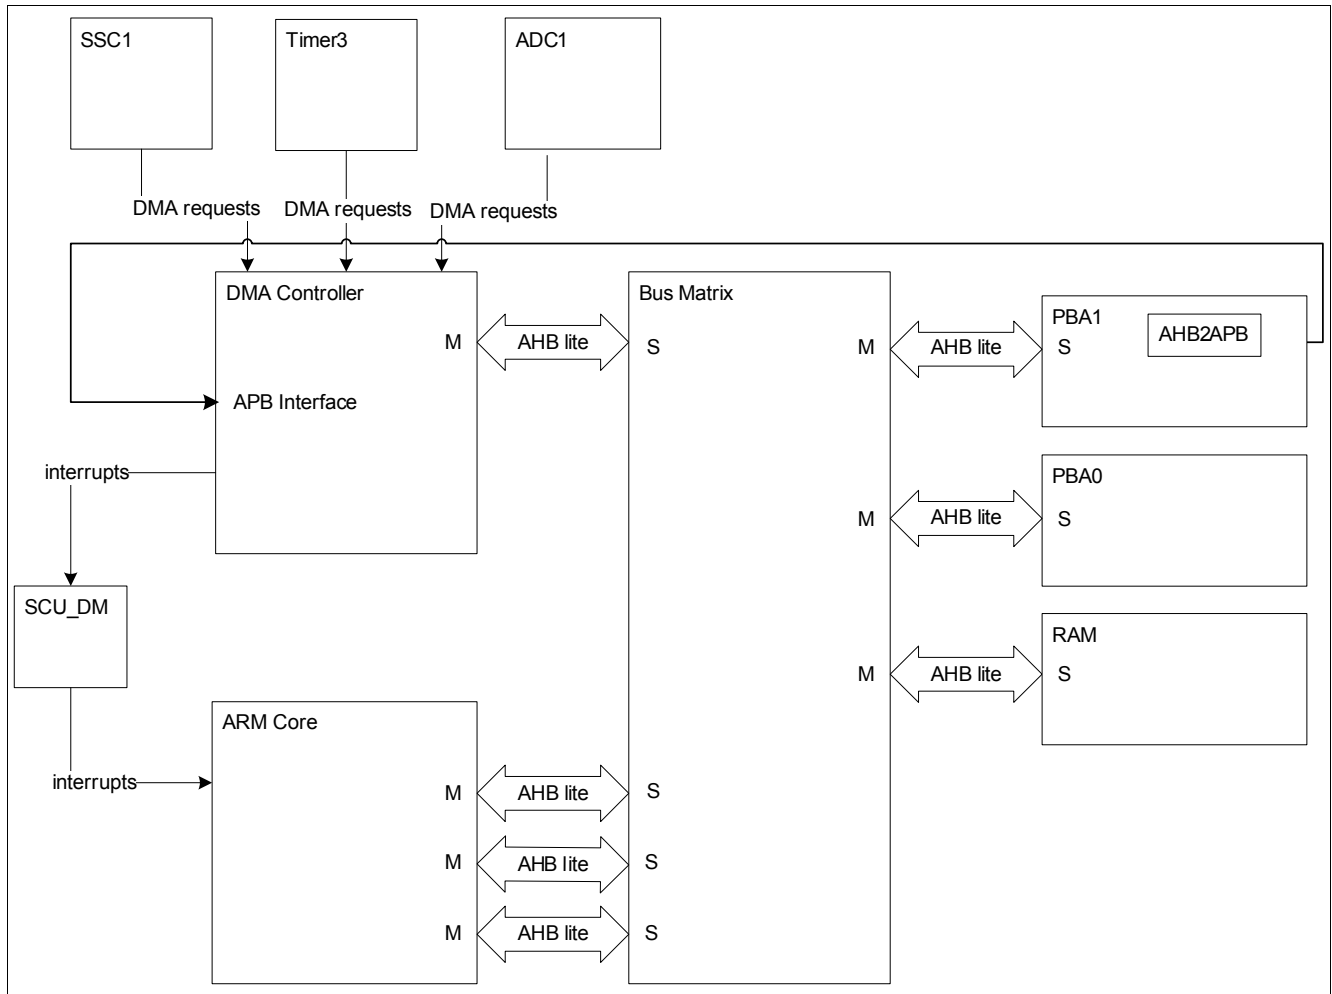 SSC1
Timer3
ADC1
DMA requests
DMA requests
DMA requests
DMA Controller
M
AHB lite
APB Interface
Bus Matrix
S
M
AHB lite
PBA1
S
AHB2APB
M
AHB lite
PBA0
S
M
AHB lite
RAM
S
interrupts
SCU_DM
interrupts
ARM Core
M
AHB lite
S
M
AHB lite
S
M
AHB lite
S